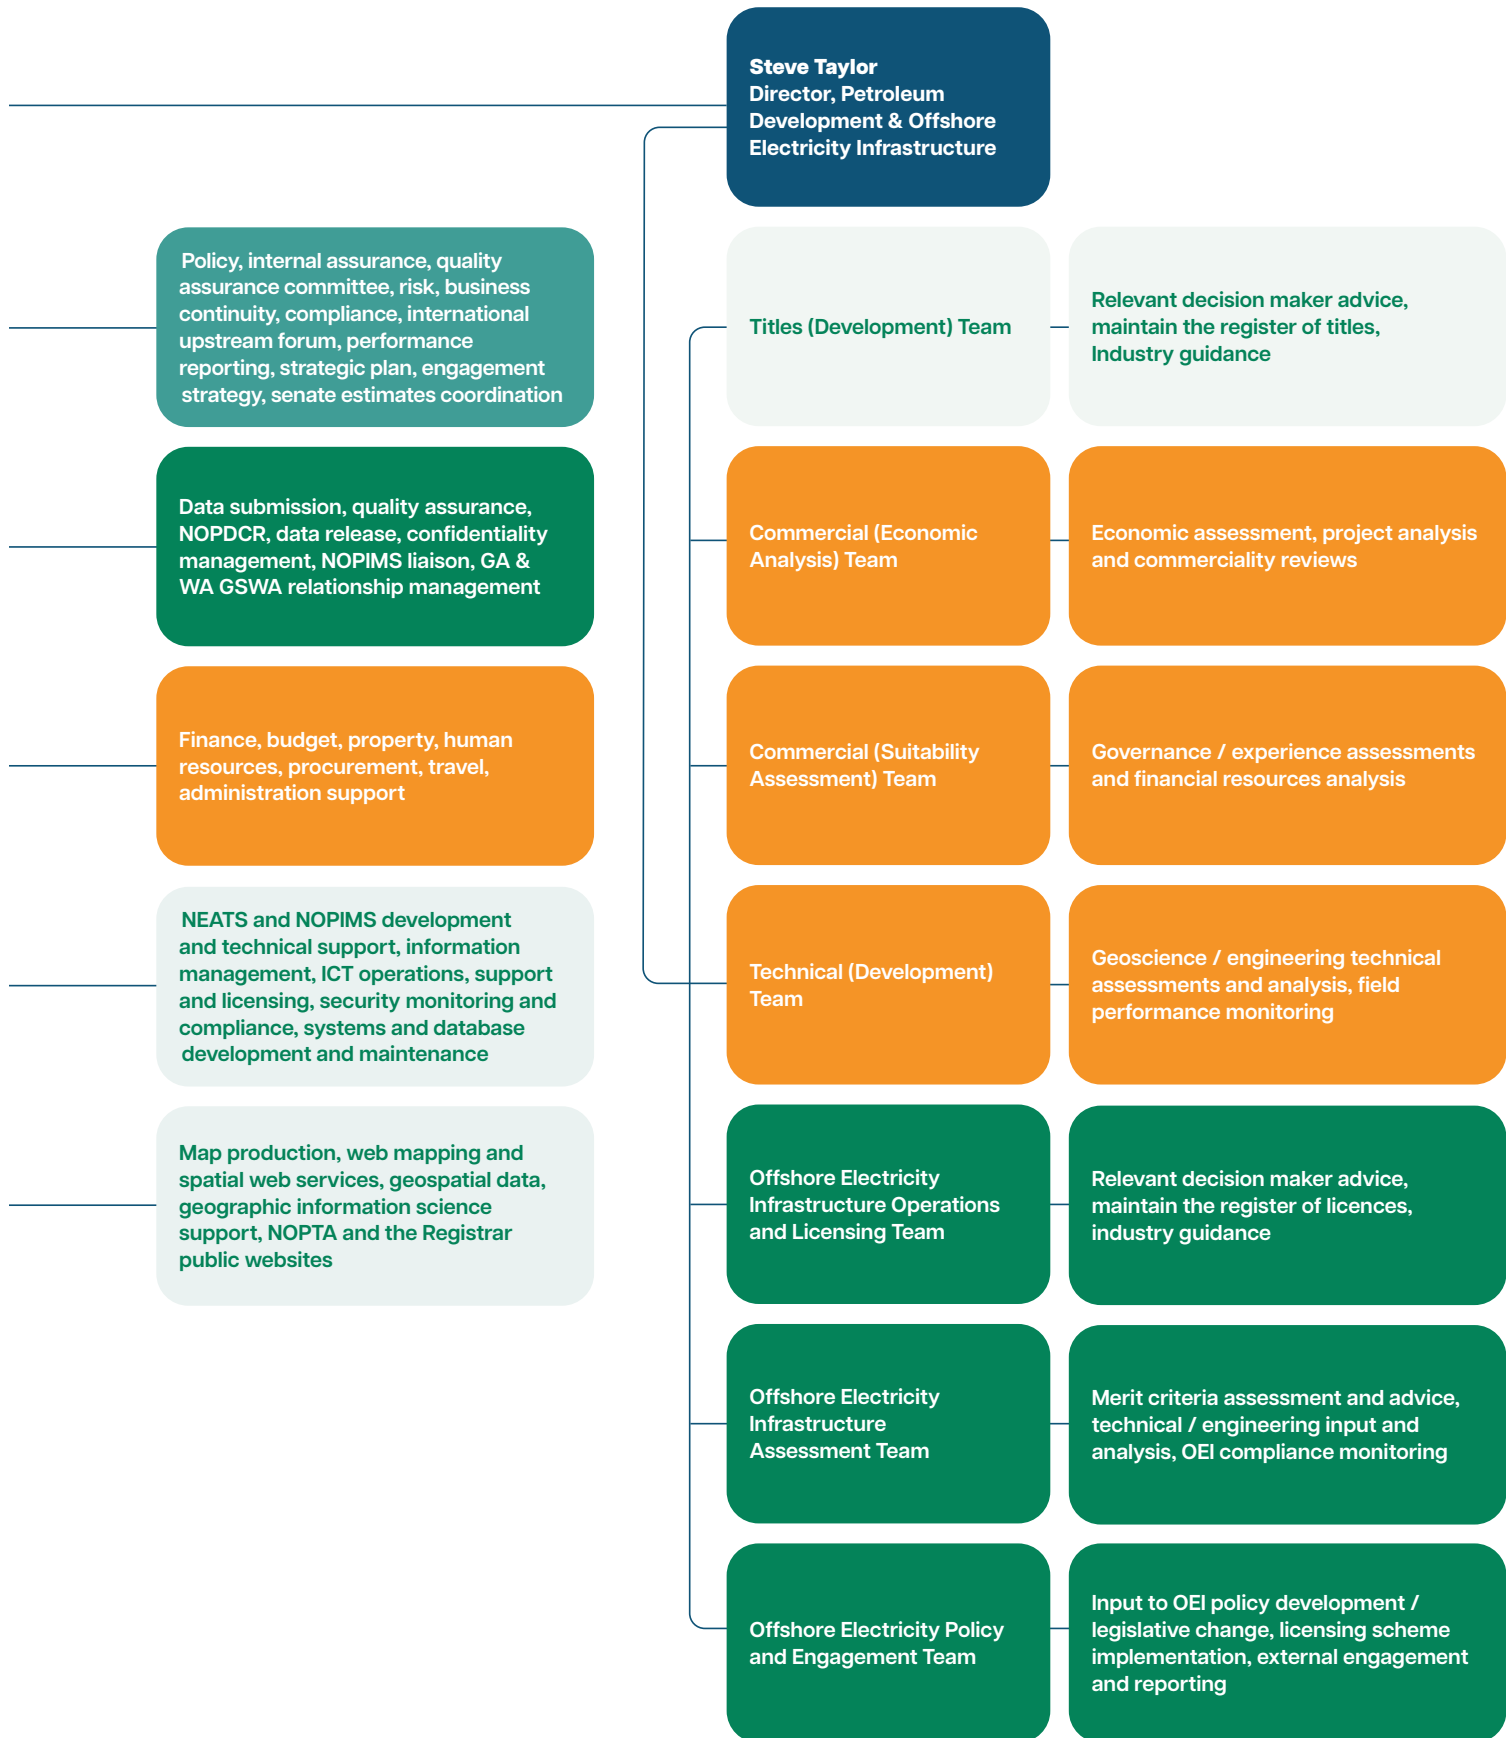 Steve Taylor
Director, Petroleum
Development & Offshore
Electricity Infrastructure
Policy, internal assurance, quality
assurance committee, risk, business
continuity, compliance, international
upstream forum, performance
reporting, strategic plan, engagement
strategy, senate estimates coordination
Data submission, quality assurance,
NOPDCR, data release, confidentiality
management, NOPIMS liaison, GA &
WA GSWA relationship management
Finance, budget, property, human
resources, procurement, travel,
administration support
NEATS and NOPIMS development
and technical support, information
management, ICT operations, support
and licensing, security monitoring and
compliance, systems and database
development and maintenance
Map production, web mapping and
spatial web services, geospatial data,
geographic information science
support, NOPTA and the Registrar
public websites
Titles (Development) Team
Relevant decision maker advice,
maintain the register of titles,
Industry guidance
Commercial (Economic
Analysis) Team
Economic assessment, project analysis
and commerciality reviews
Commercial (Suitability
Assessment) Team
Governance / experience assessments
and financial resources analysis
Technical (Development)
Team
Geoscience / engineering technical
assessments and analysis, field
performance monitoring
Offshore Electricity
Infrastructure Operations
and Licensing Team
Relevant decision maker advice,
maintain the register of licences,
industry guidance
Offshore Electricity
Infrastructure
Assessment Team
Merit criteria assessment and advice,
technical / engineering input and
analysis, OEI compliance monitoring
Offshore Electricity Policy
and Engagement Team
Input to OEI policy development /
legislative change, licensing scheme
implementation, external engagement
and reporting